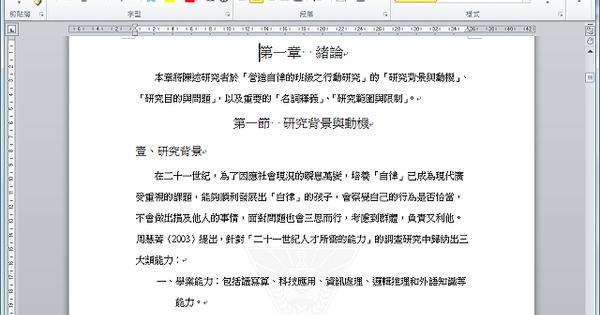 剪貼簿 字型 段落 樣式
第一章 緒論
本章將陳述研究者於「營造自律的班級之行動研究」的「研究背景與動機」、
「研究目的與問題」，以及重要的「名詞釋義」、「研究範圍與限制」。
第一節 研究背景與動機
壹、研究背景
在二十一世紀，為了因應社會現況的瞬息萬變，培養「自律」已成為現代廣
受重視的課題，能夠順利發展出「自律」的孩子，會察覺自己的行為是否恰當，
不會做出損及他人的事情，面對問題也會三思而行，考慮到群體，負責又利他。
周慧菁（2003）提出，針對「二十一世紀人才所需的能力」的調查研究中歸納出三
大類能力：
一、學業能力：包括讀寫算、科技應用、資訊處理、邏輯推理和外語知識等
能力。